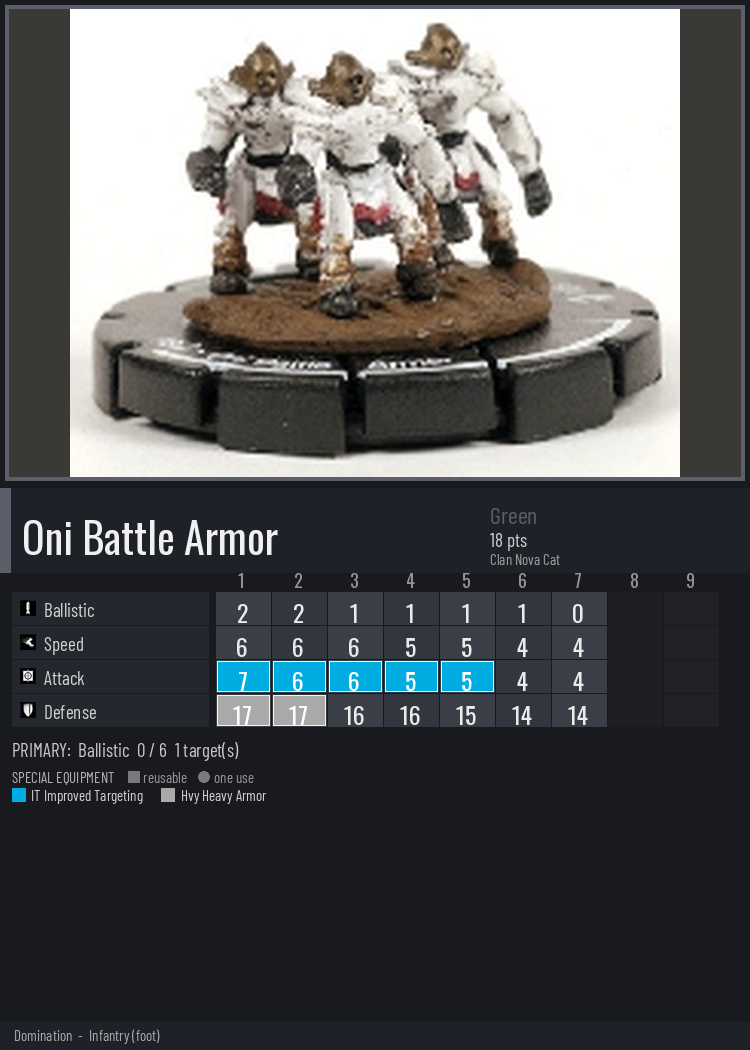 Armor
Oni Battle Armor
Green
18 pts
Clan Nova Cat
1 2 3 4 5 6 7 8 9
Ballistic 2 2 1 1 1 1 0
Speed 6 6 6 5 5 4 4
Attack 7 6 6 5 5 4 4
Defense 17 17 16 16 15 14 14
PRIMARY: Ballistic 0 / 6 1 target(s)
SPECIAL EQUIPMENT reusable one use
IT Improved Targeting Hvy Heavy Armor
Domination - Infantry (foot)